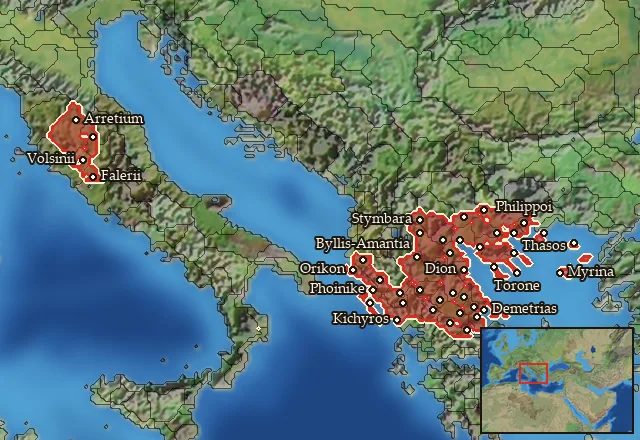 Arretium
Volsinii
Falerii
Philippoi
Stymbara
Byllis-Amantia
Thasos
Orikon
Dion
Myrina
Phoinike
Torone
Demetrias
Kichyros